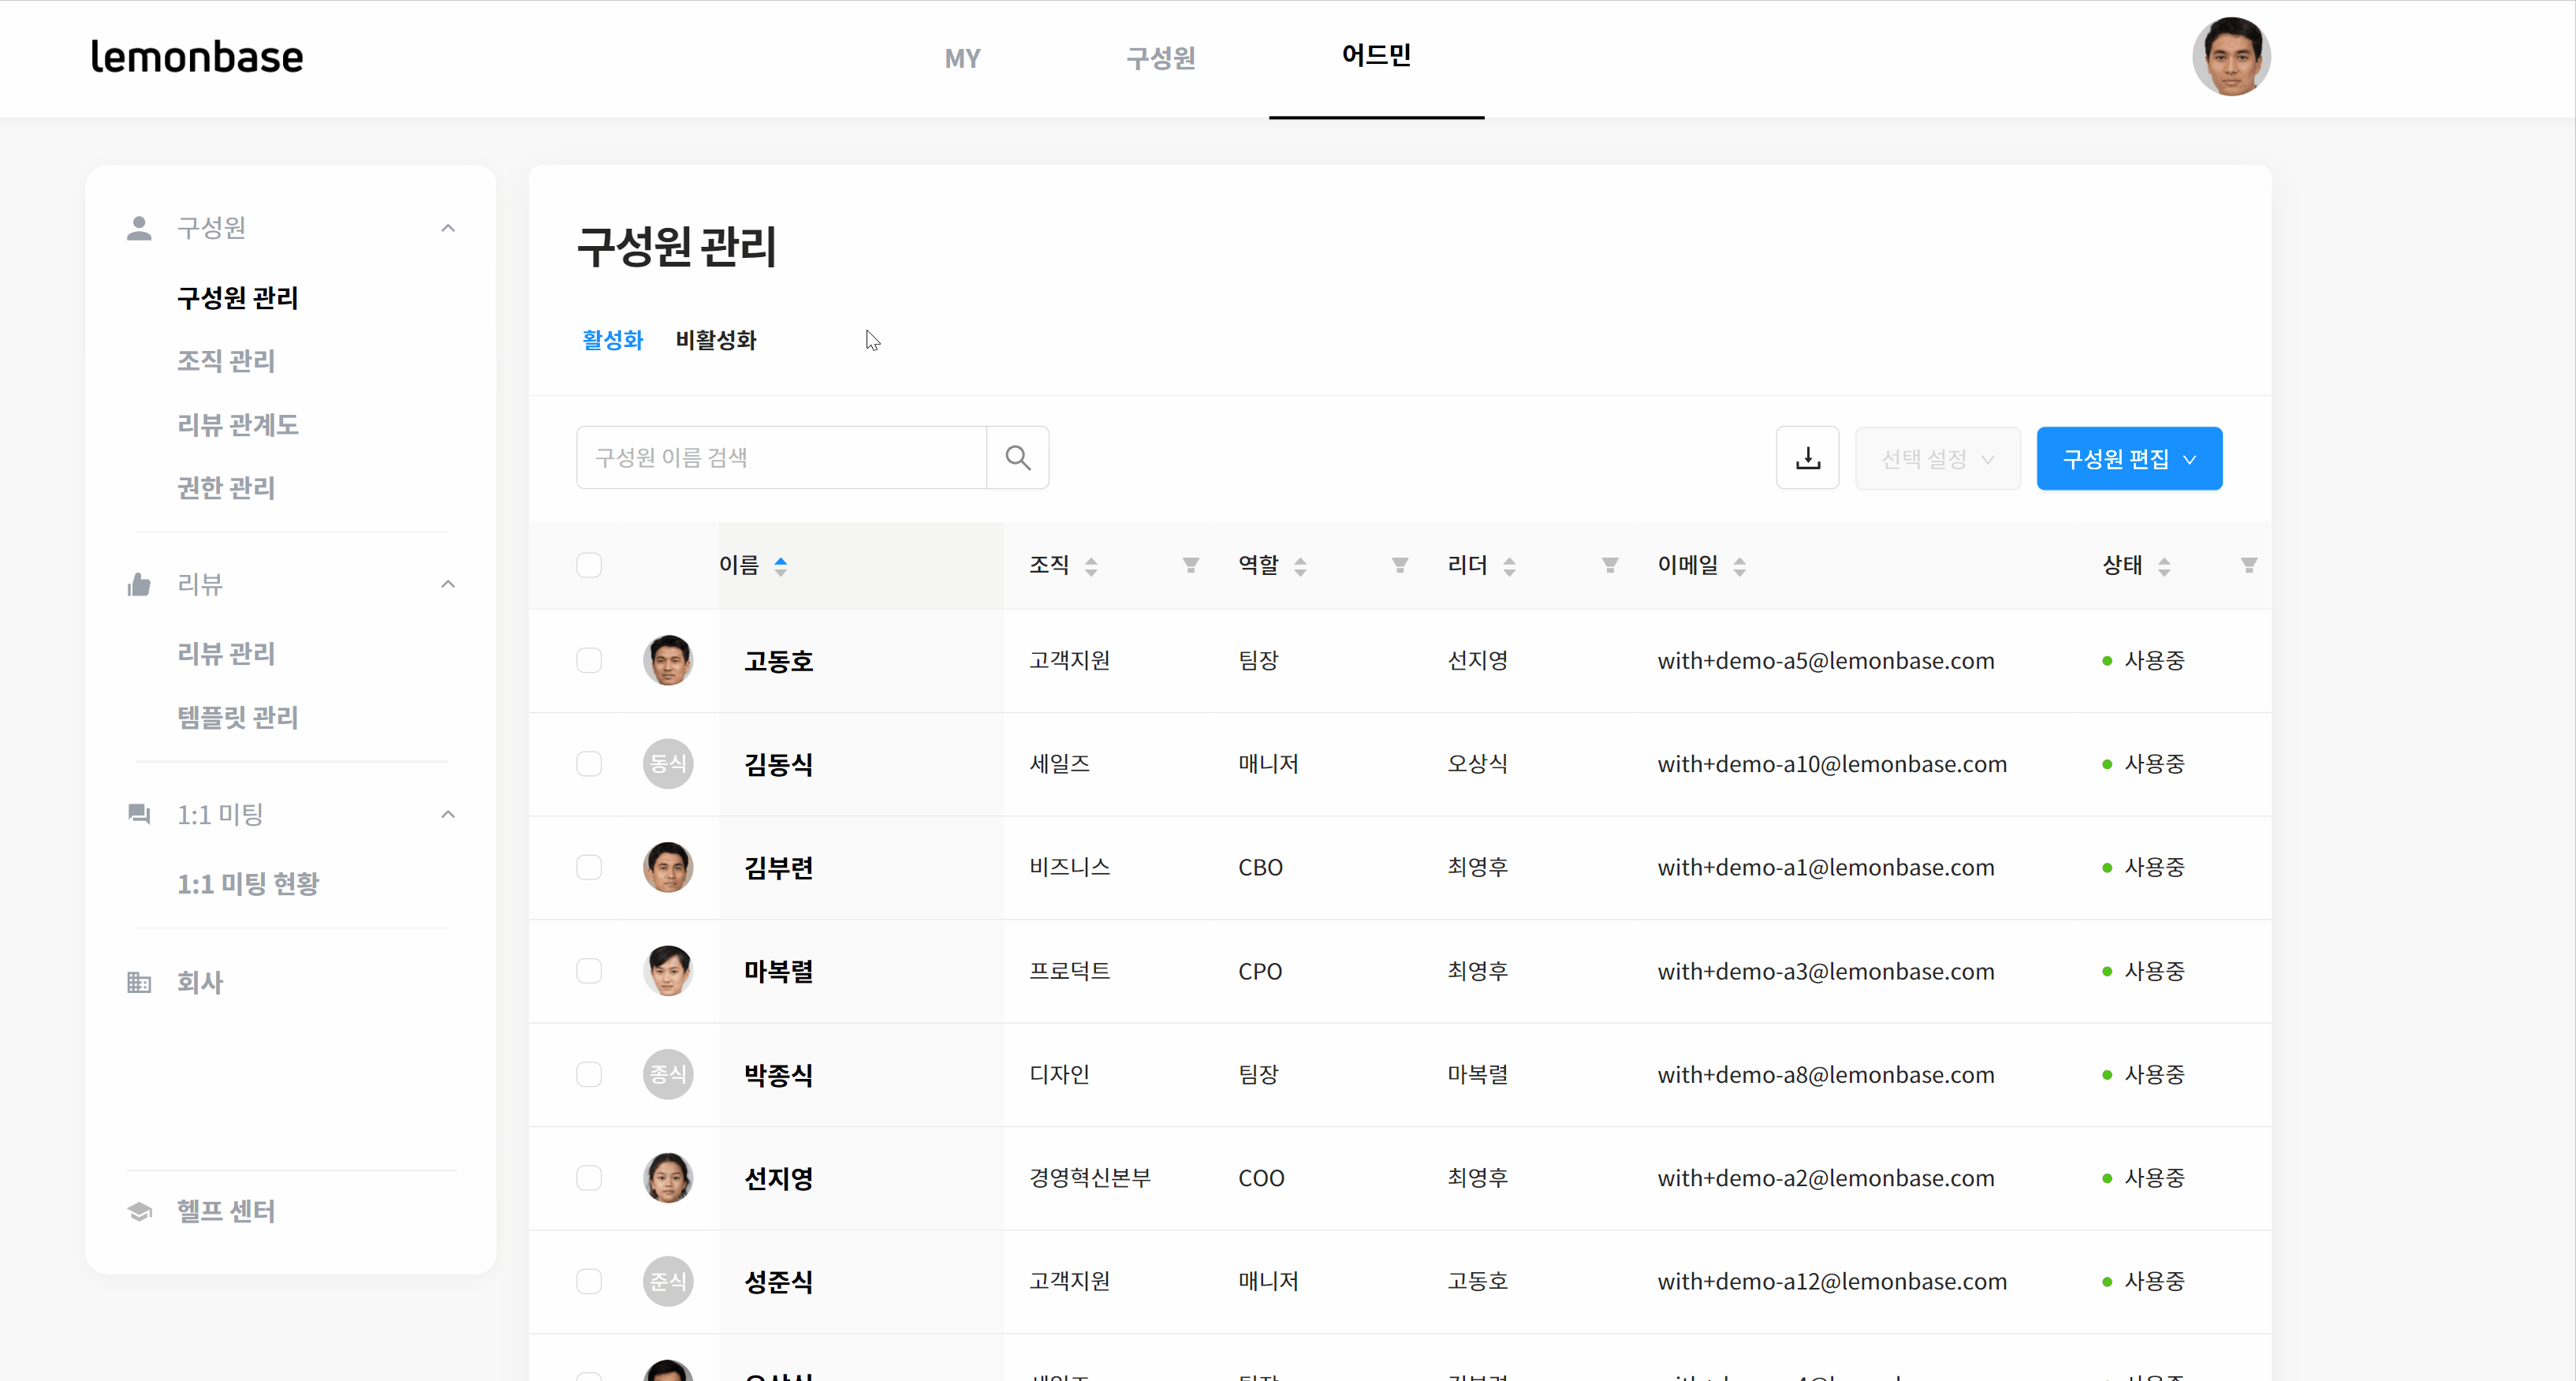 lemonbase
MY 구성원 어드민
구성원
구성원 관리
조직 관리
리뷰 관계도
권한 관리
리뷰
리뷰 관리
템플릿 관리
1:1 미팅
1:1 미팅 현황
회사
헬프 센터
구성원 관리
활성화 비활성화
구성원 이름 검색 선택 설정 구성원 편집
이름 조직 역할 리더 이메일 상태
고동호 고객지원 팀장 선지영 with+demo-a5@lemonbase.com 사용중
동식 김동식 세일즈 매니저 오상식 with+demo-a10@lemonbase.com 사용중
김부련 비즈니스 CBO 최영후 with+demo-a1@lemonbase.com 사용중
마복렬 프로덕트 CPO 최영후 with+demo-a3@lemonbase.com 사용중
종식 박종식 디자인 팀장 마복렬 with+demo-a8@lemonbase.com 사용중
선지영 경영혁신본부 COO 최영후 with+demo-a2@lemonbase.com 사용중
준식 성준식 고객지원 매니저 고동호 with+demo-a12@lemonbase.com 사용중